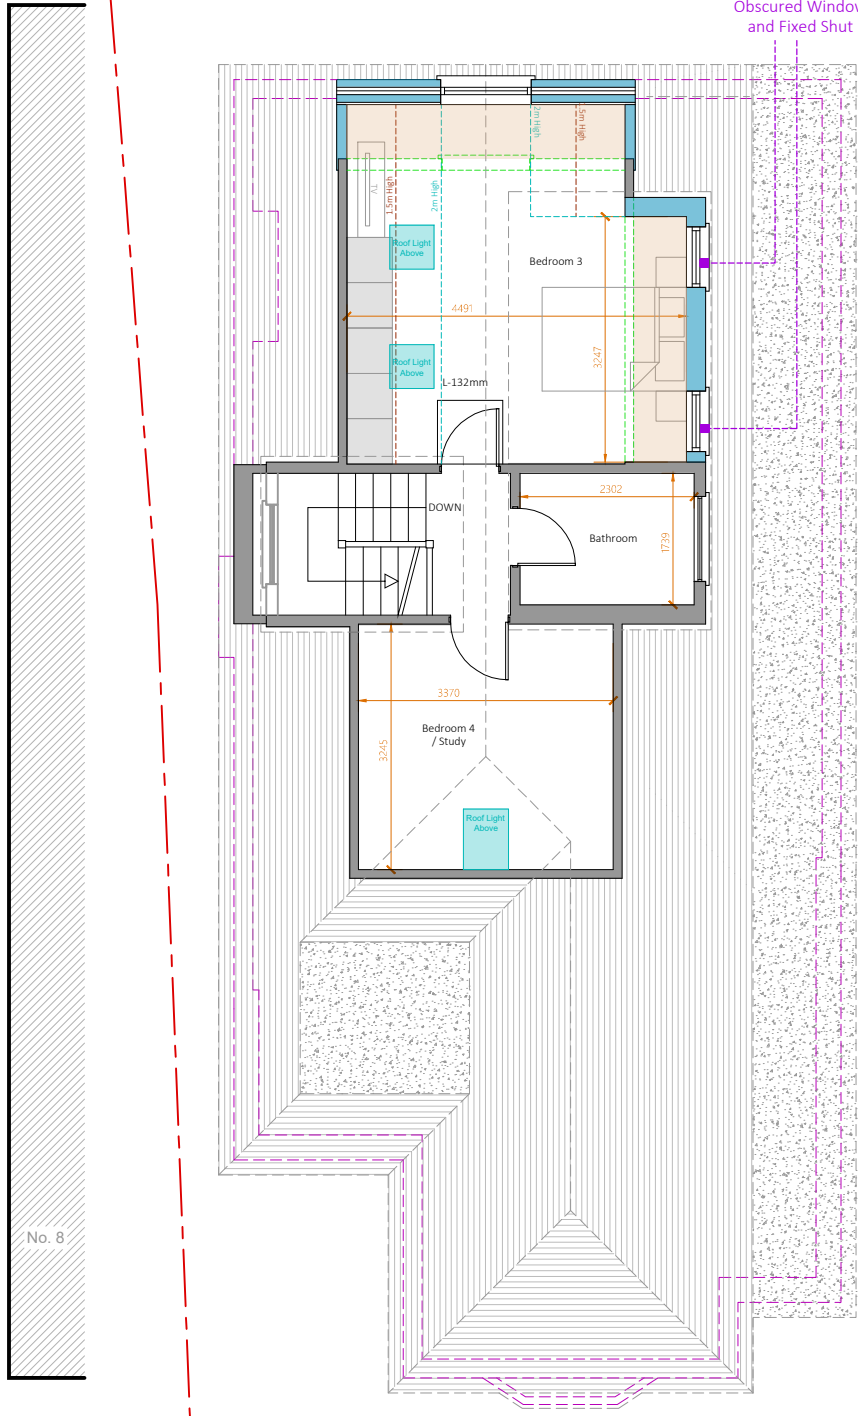 Obscured Window
and Fixed Shut
2m High
1.5m High
TV
1.5m High
2m High
Roof Light
Above
Bedroom 3
4491
3247
Roof Light
Above
L-132mm
2302
DOWN
Bathroom
1739
3370
Bedroom 4
/ Study
3245
Roof Light
Above
No. 8